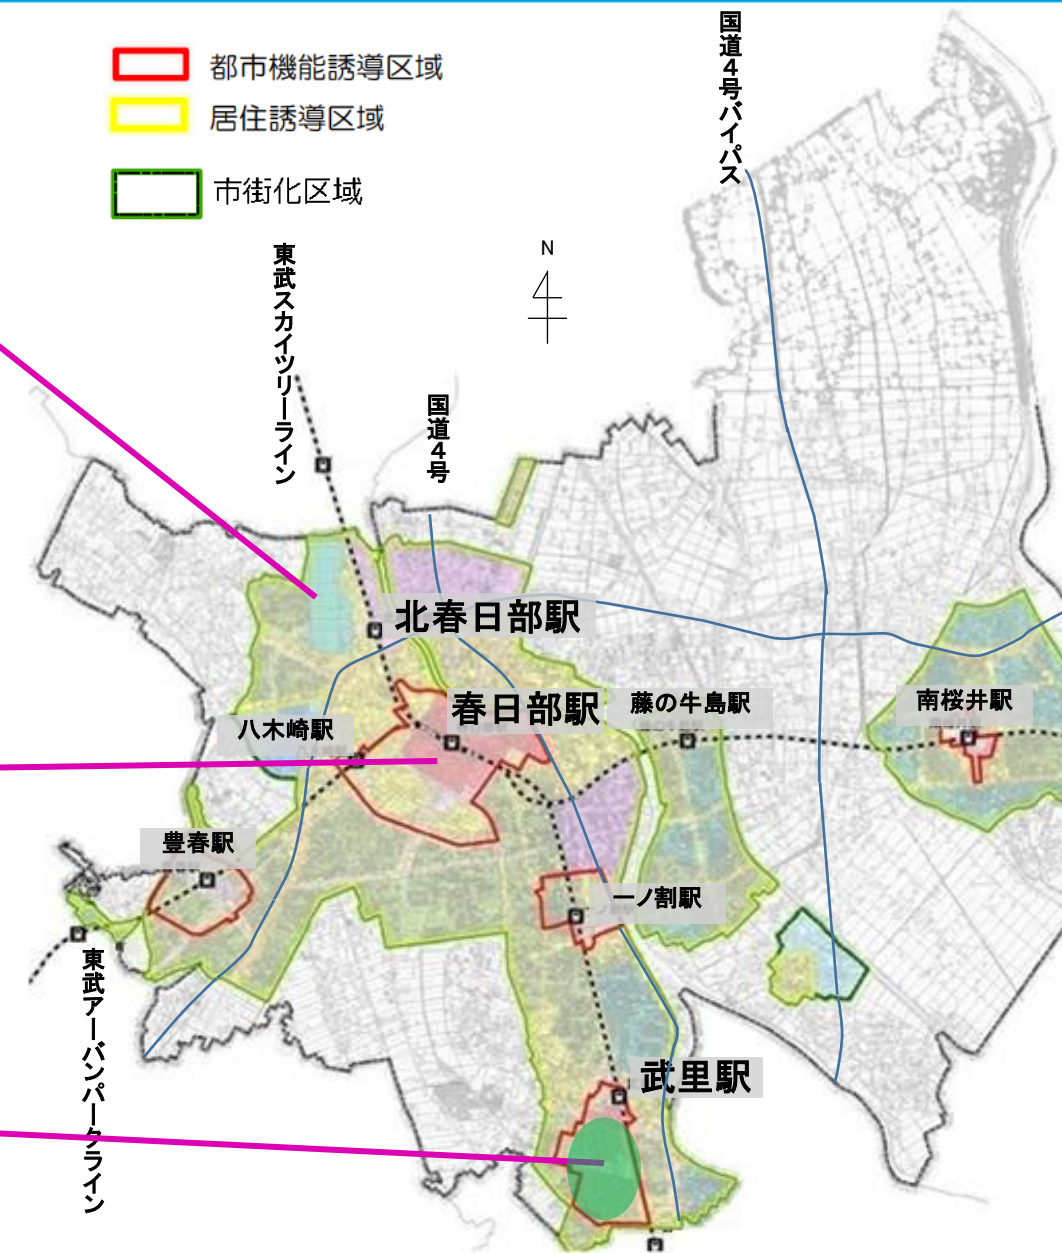 国道４号バイパス
都市機能誘導区域
居住誘導区域
市街化区域
東武スカイツリーライン
N
国道４号
北春日部駅
春日部駅
藤の牛島駅
南桜井駅
八木崎駅
豊春駅
一ノ割駅
東武アーバンパークライン
武里駅